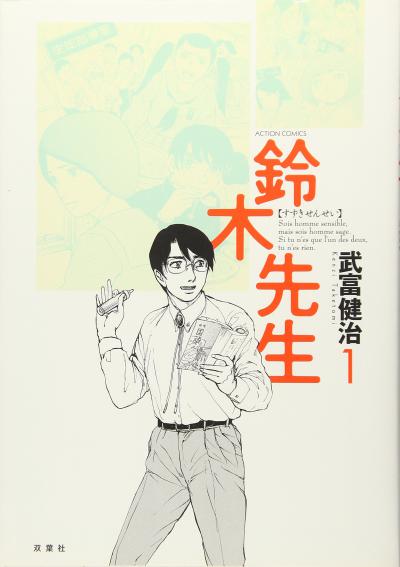 ACTION COMICS
鈴木先生
【すずきせんせい】
Sois homme sensible,
mais sois homme sage.
Si tu n'es que l'un des deux,
tu n'es rien.
武富健治
Kenji Taketomi
1
双葉社